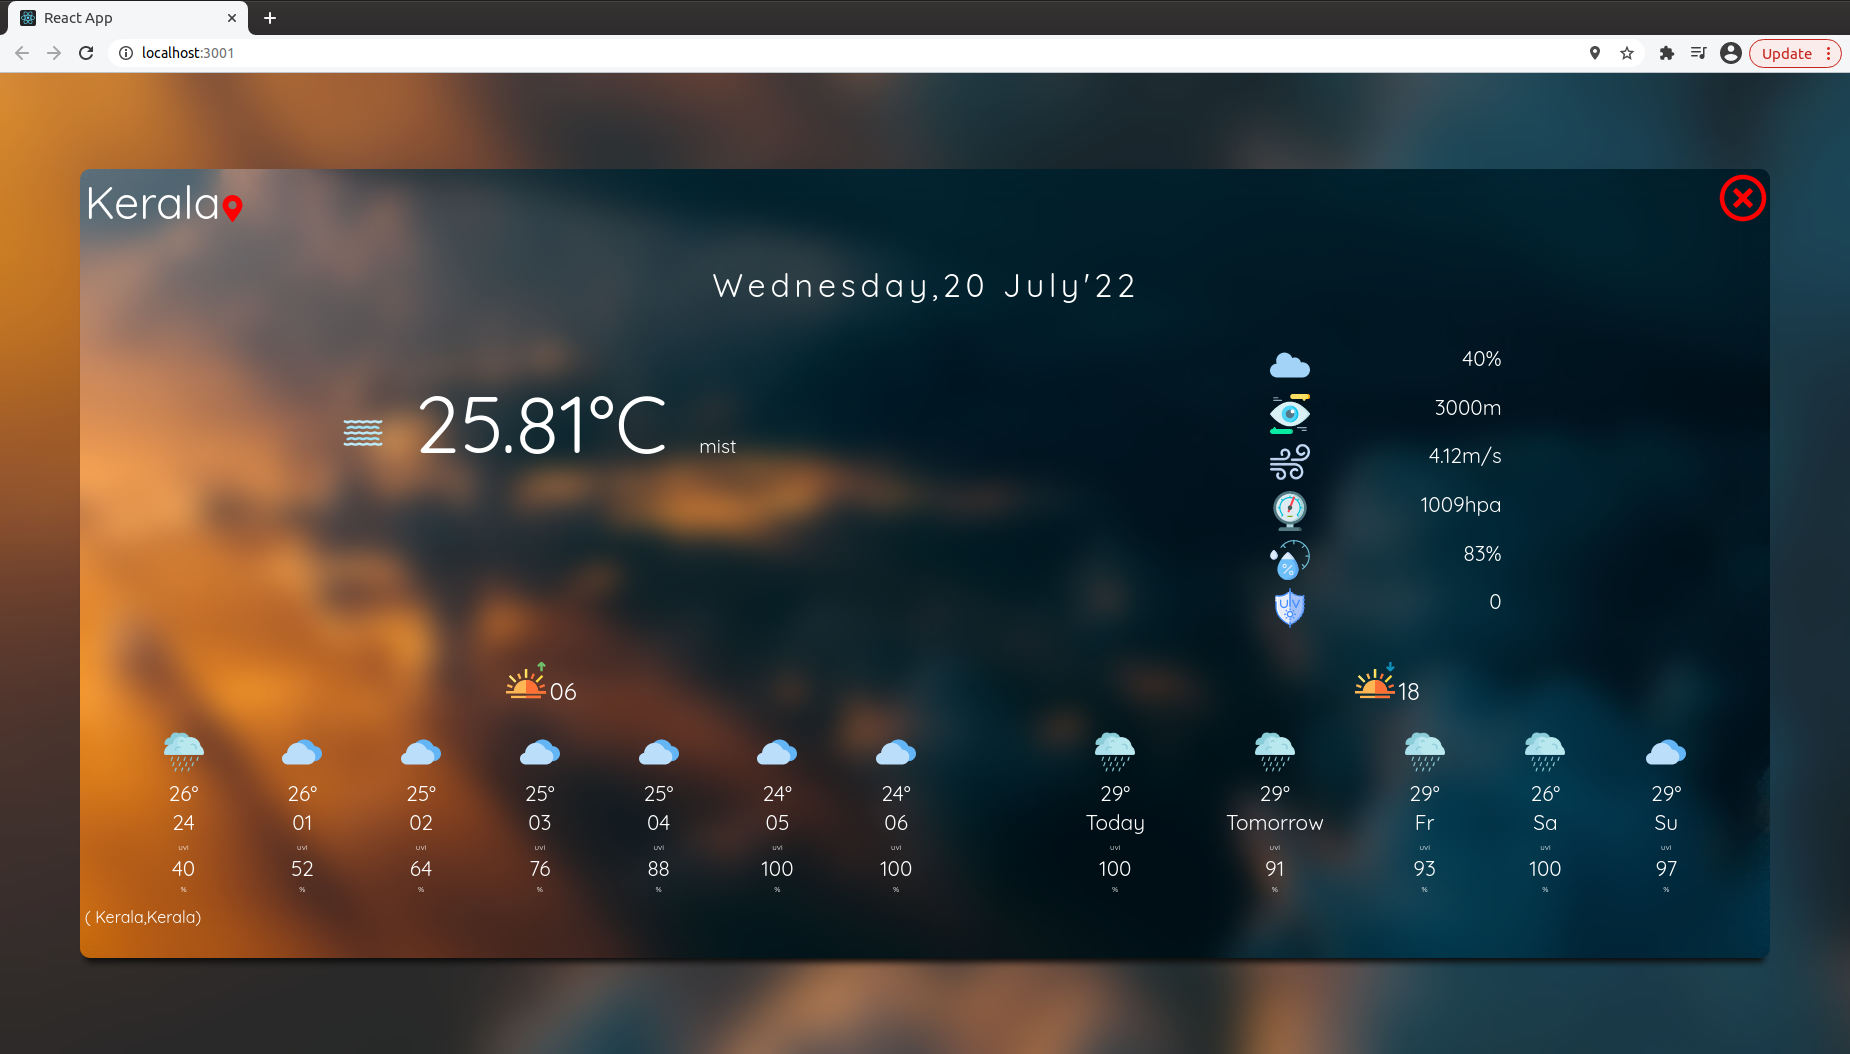 React App
localhost:3001
Update
Kerala
Wednesday,20 July'22
25.81°C mist
40%
3000m
4.12m/s
1009hpa
83%
UV 0
06 18
26° 26° 25° 25° 25° 24° 24° 29° 29° 29° 26° 29°
24 01 02 03 04 05 06 Today Tomorrow Fr Sa Su
uvi uvi uvi uvi uvi uvi uvi uvi uvi uvi uvi uvi
40 52 64 76 88 100 100 100 91 93 100 97
% % % % % % % % % % % %
( Kerala,Kerala)